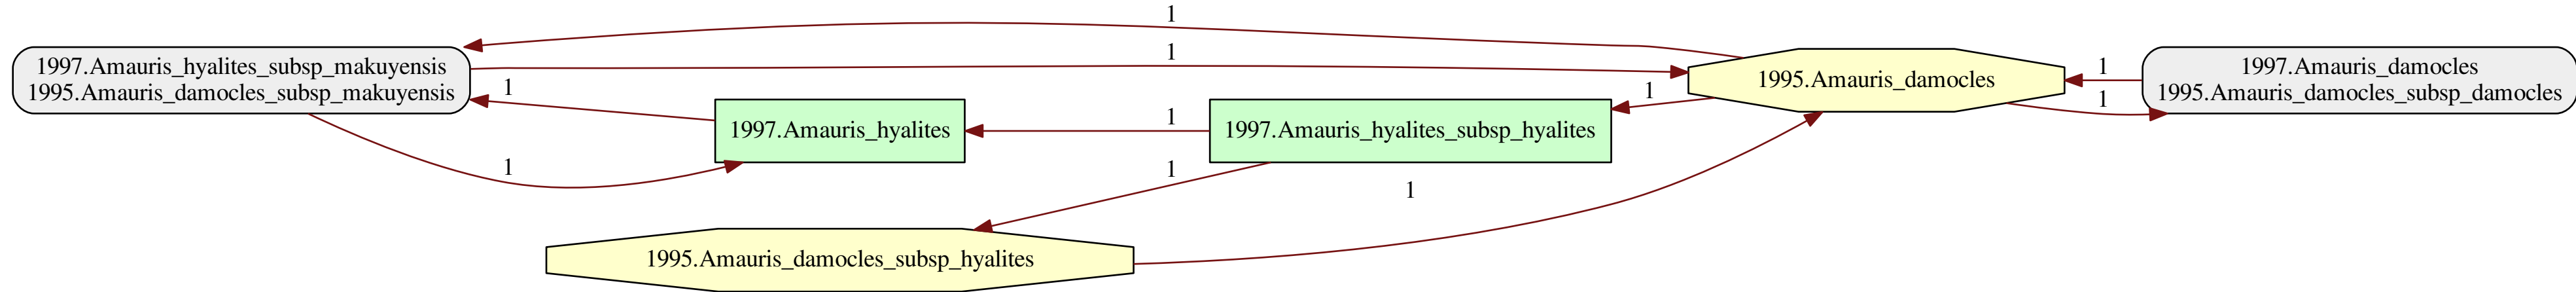 1
1
1997.Amauris_hyalites_subsp_makuyensis
1995.Amauris_damocles_subsp_makuyensis
1
1997.Amauris_hyalites
1
1
1997.Amauris_hyalites_subsp_hyalites
1
1
1995.Amauris_damocles
1
1
1997.Amauris_damocles
1995.Amauris_damocles_subsp_damocles
1
1995.Amauris_damocles_subsp_hyalites
1